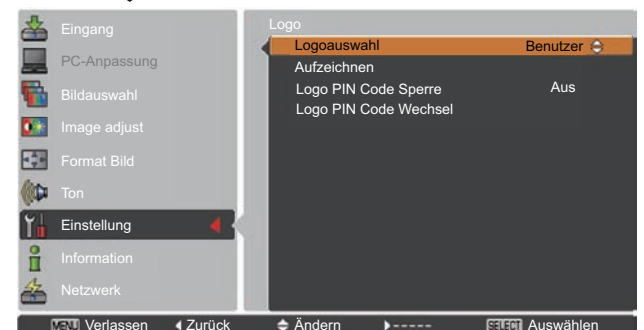 Eingang
PC-Anpassung
Bildauswahl
Image adjust
Format Bild
Ton
Einstellung
Information
Netzwerk
Logo
Logoauswahl Benutzer
Aufzeichnen
Logo PIN Code Sperre Aus
Logo PIN Code Wechsel
MENU Verlassen Zurück Ändern ----- SELECT Auswählen